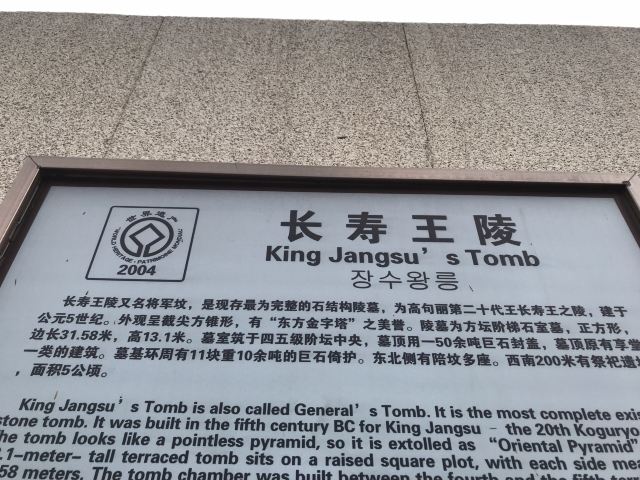 世界遗产
WORLD HERITAGE · PATRIMOINE MONDIAL
2004
长寿王陵
King Jangsu's Tomb
장수왕릉
长寿王陵又名将军坟，是现存最为完整的石结构陵墓，为高句丽第二十代王长寿王之陵，建于
公元5世纪。外观呈截尖方锥形，有“东方金字塔”之美誉。陵墓为方坛阶梯石室墓，正方形，
边长31.58米，高13.1米。墓室筑于四五级阶坛中央，墓顶用一50余吨巨石封盖，墓顶原有享堂
一类的建筑。墓基环周有11块重10余吨的巨石倚护。东北侧有陪坟多座。西南200米有祭祀遗
，面积5公顷。
King Jangsu's Tomb is also called General's Tomb. It is the most complete
stone tomb. It was built in the fifth century BC for King Jangsu – the 20th Koguryo
The tomb looks like a pointless pyramid, so it is extolled as “Oriental Pyramid”
.1-meter- tall terraced tomb sits on a raised square plot, with each side
58 meters. The tomb chamber was built between the fourth and the fifth